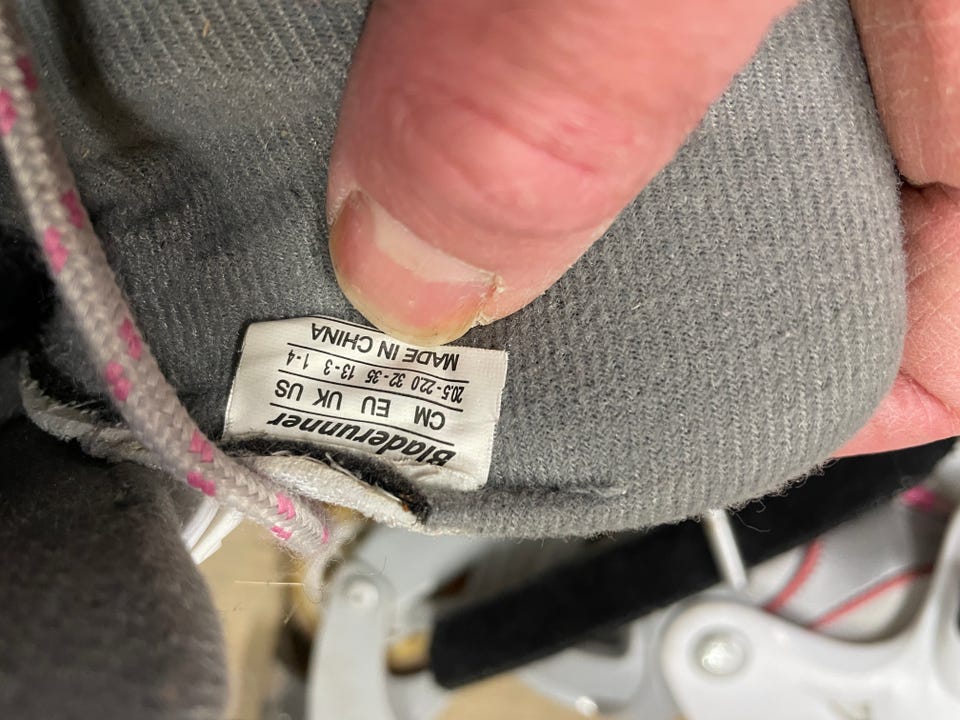 Bladerunner
CM EU UK US
20.5-22.0 32-35 13-3 1-4
MADE IN CHINA